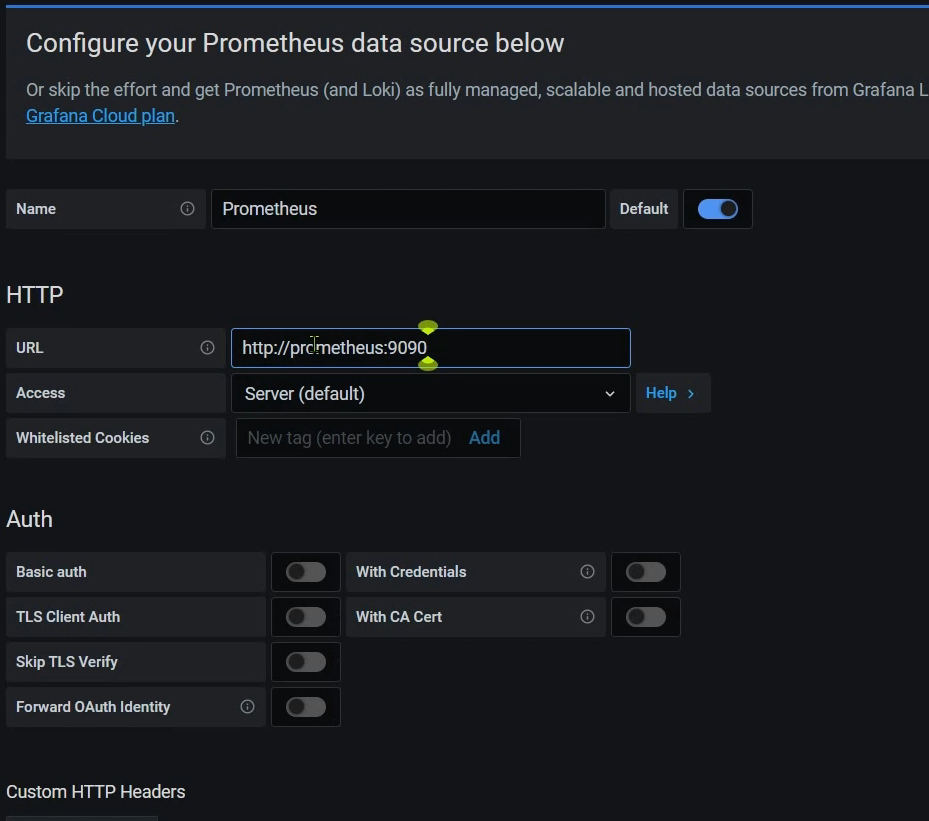 Configure your Prometheus data source below
Or skip the effort and get Prometheus (and Loki) as fully managed, scalable and hosted data sources from Grafana L
Grafana Cloud plan.
Name Prometheus Default
HTTP
URL http://prometheus:9090
Access Server (default) Help >
Whitelisted Cookies New tag (enter key to add) Add
Auth
Basic auth With Credentials
TLS Client Auth With CA Cert
Skip TLS Verify
Forward OAuth Identity
Custom HTTP Headers